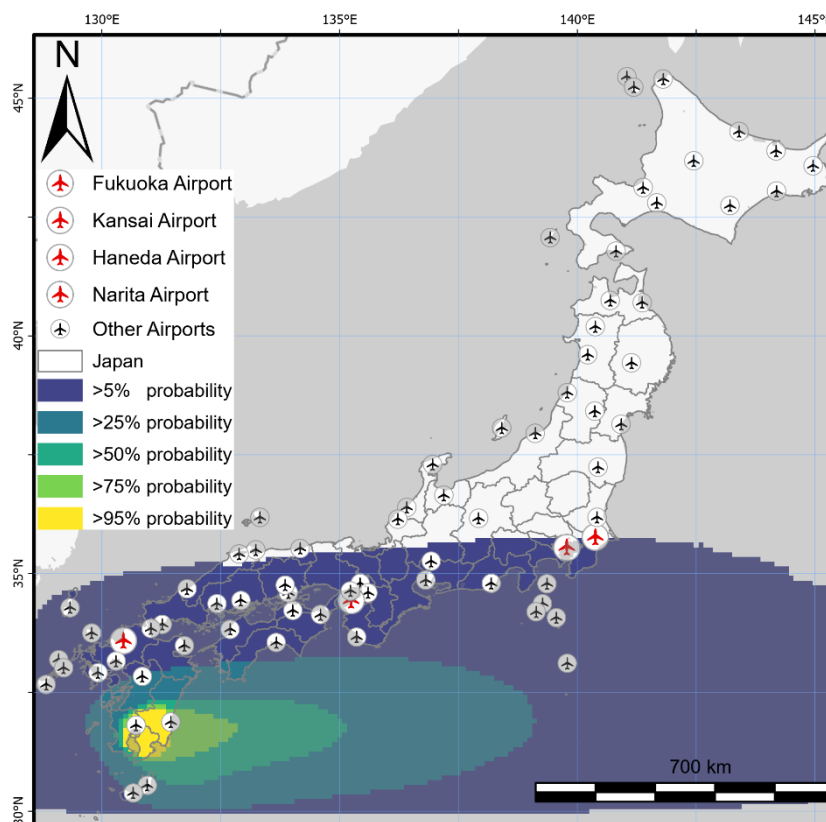 130°E 135°E 140°E 145°E
N
45°N
Fukuoka Airport
Kansai Airport
Haneda Airport
Narita Airport
Other Airports
40°N
Japan
>5% probability
>25% probability
>50% probability
>75% probability
>95% probability
35°N
700 km
30°N